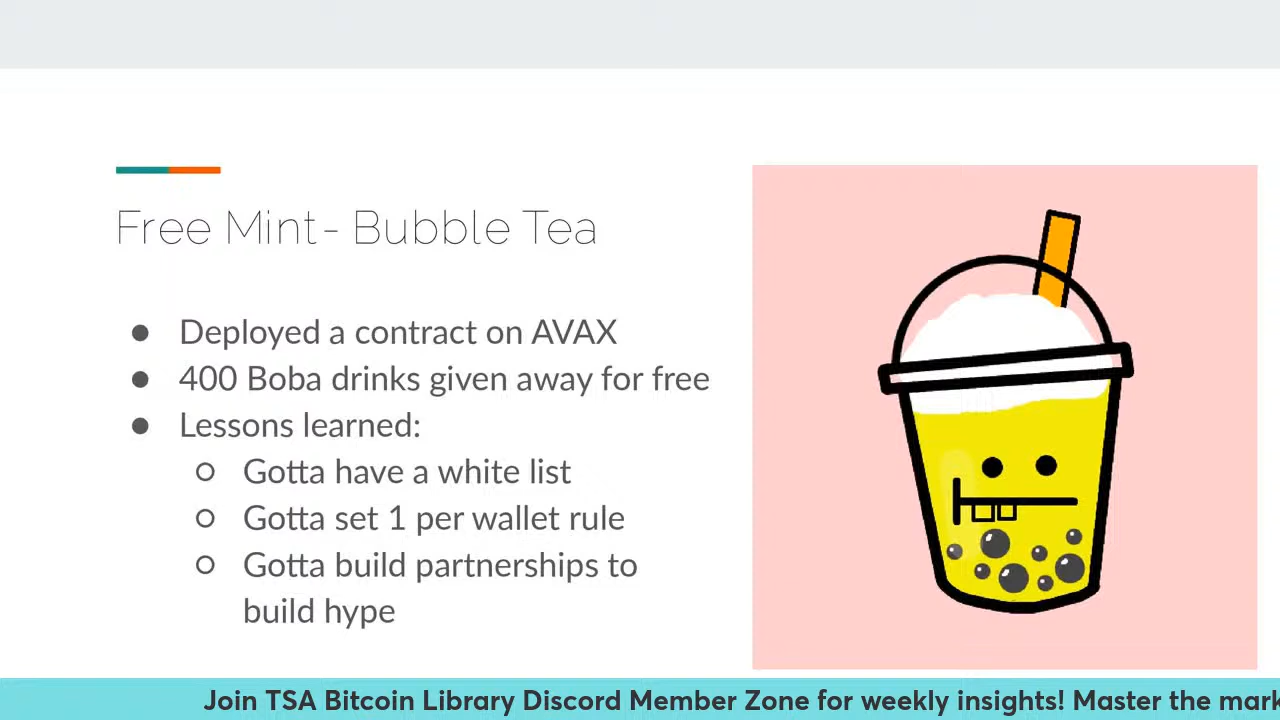 Free Mint- Bubble Tea
● Deployed a contract on AVAX
● 400 Boba drinks given away for free
● Lessons learned:
○ Gotta have a white list
○ Gotta set 1 per wallet rule
○ Gotta build partnerships to
build hype
Join TSA Bitcoin Library Discord Member Zone for weekly insights! Master the